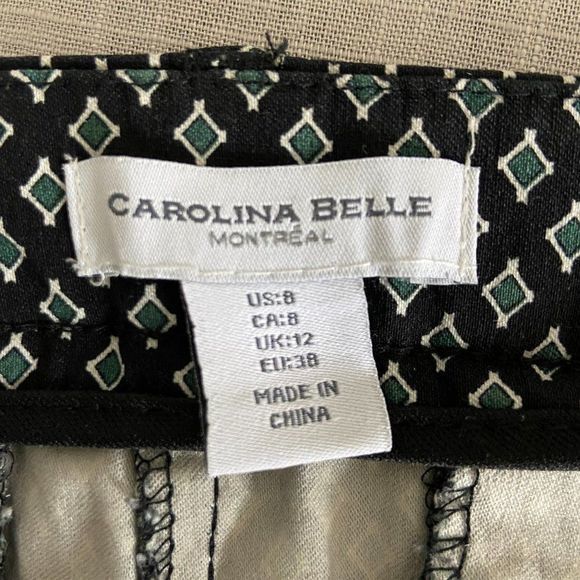 CAROLINA BELLE
MONTRÉAL
US:8
CA:8
UK:12
EU:38
MADE IN
CHINA